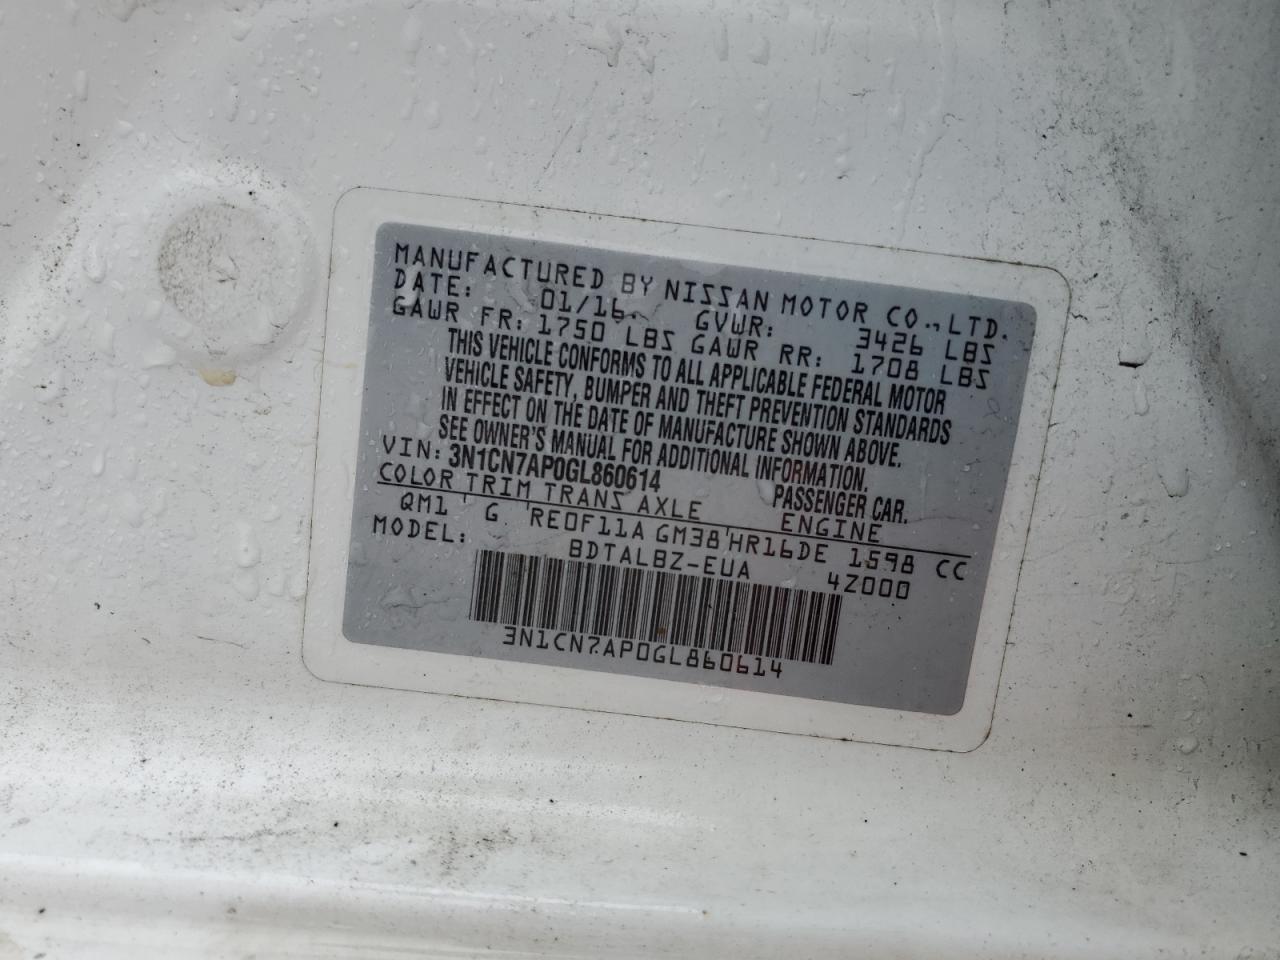 MANUFACTURED BY NISSAN MOTOR CO.,LTD.
DATE: 01/16. GVWR: 3426 LBS
GAWR FR: 1750 LBS GAWR RR: 1708 LBS
THIS VEHICLE CONFORMS TO ALL APPLICABLE FEDERAL MOTOR
VEHICLE SAFETY, BUMPER AND THEFT PREVENTION STANDARDS
IN EFFECT ON THE DATE OF MANUFACTURE SHOWN ABOVE.
SEE OWNER'S MANUAL FOR ADDITIONAL INFORMATION.
VIN: 3N1CN7AP0GL860614 PASSENGER CAR.
COLOR TRIM TRANS AXLE ENGINE
QM1 G RE0F11A GM38 HR16DE 1598 CC
MODEL: BDTALBZ-EUA 4Z000
3N1CN7AP0GL860614